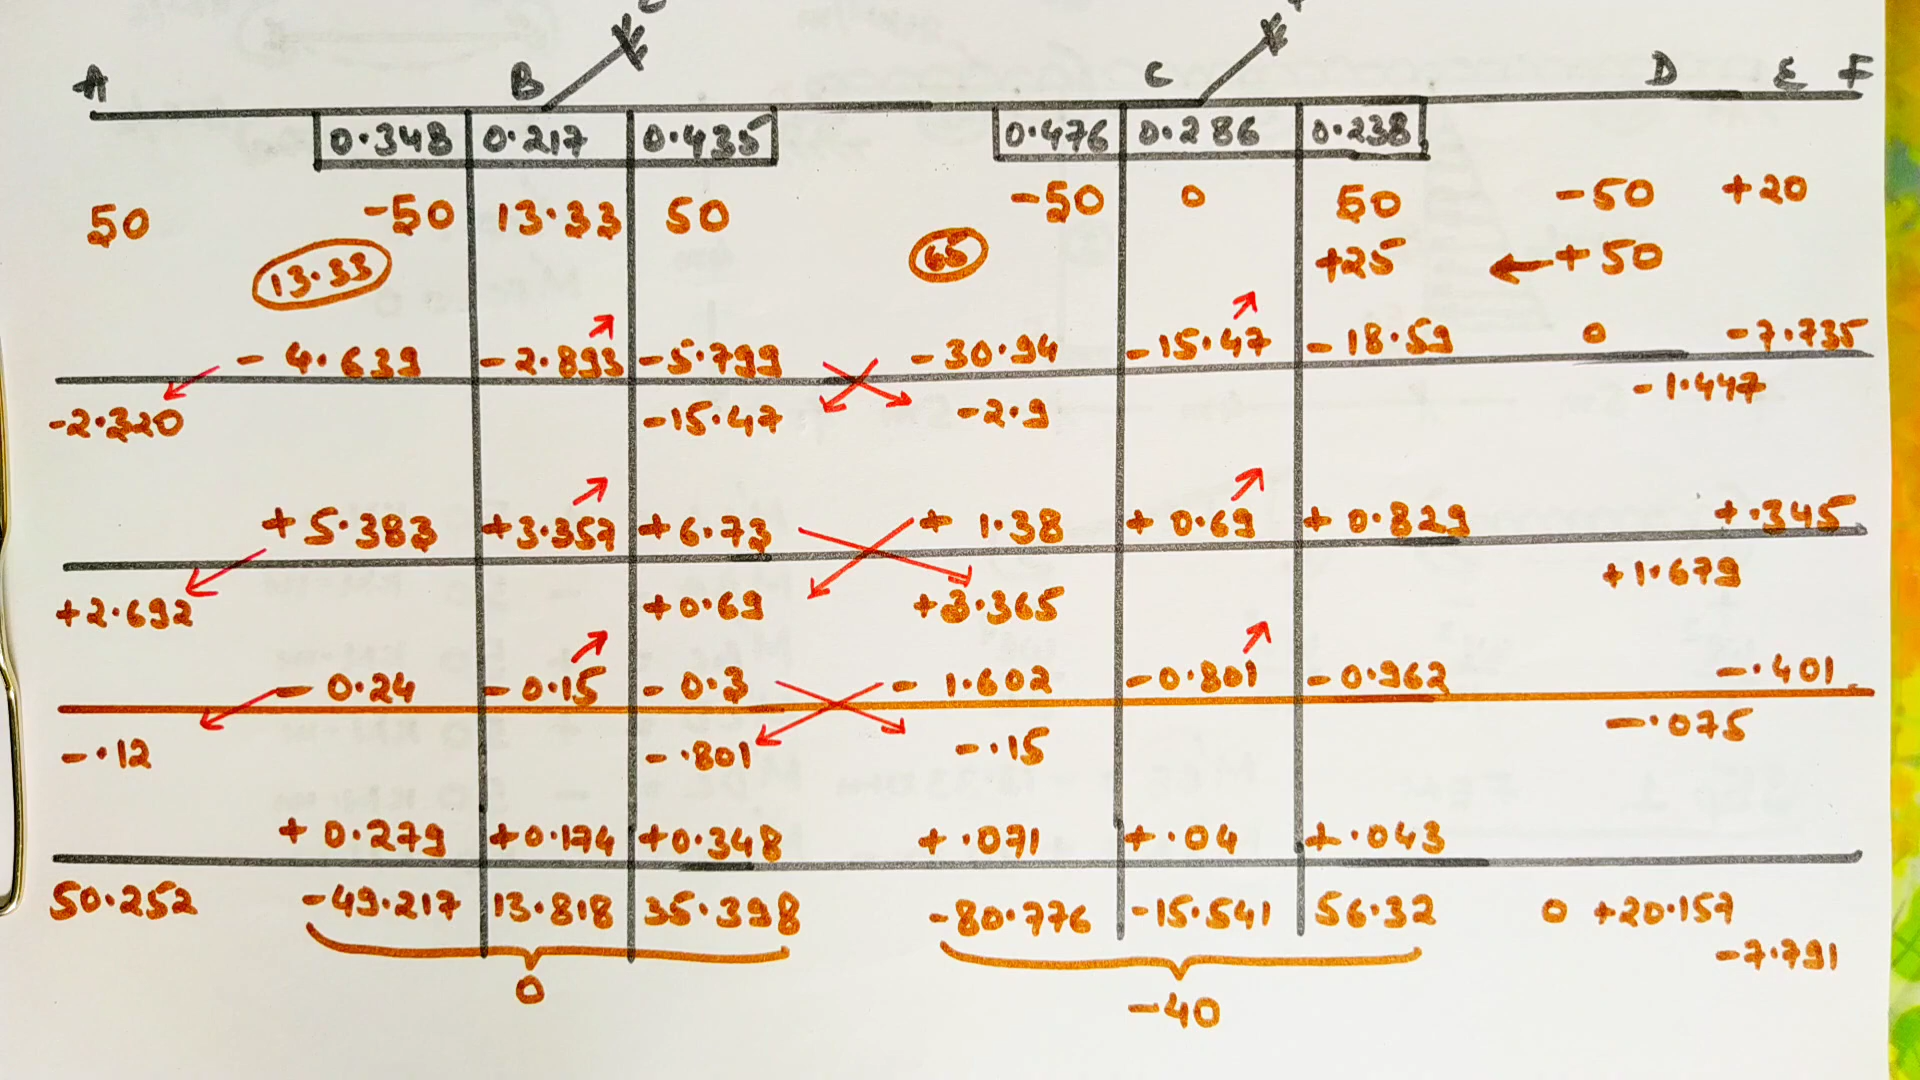 A B C D E F
0.348 0.217 0.435 0.476 0.286 0.238
50 -50 13.33 50 -50 0 50 -50 +20
13.33 65 +25 +50
-4.639 -2.893 -5.799 -30.94 -15.47 -18.59 0 -7.735
-2.320 -15.47 -2.9 -1.447
+5.383 +3.357 +6.73 +1.38 +0.69 +0.829 +.345
+2.692 +0.69 +3.365 +1.679
-0.24 -0.15 -0.3 -1.602 -0.801 -0.962 -.401
-.12 -.801 -.15 -.075
+0.279 +0.174 +0.348 +.071 +.04 +.043
50.252 -49.217 13.818 35.398 -80.776 -15.541 56.32 0 +20.157
-7.791
0 -40